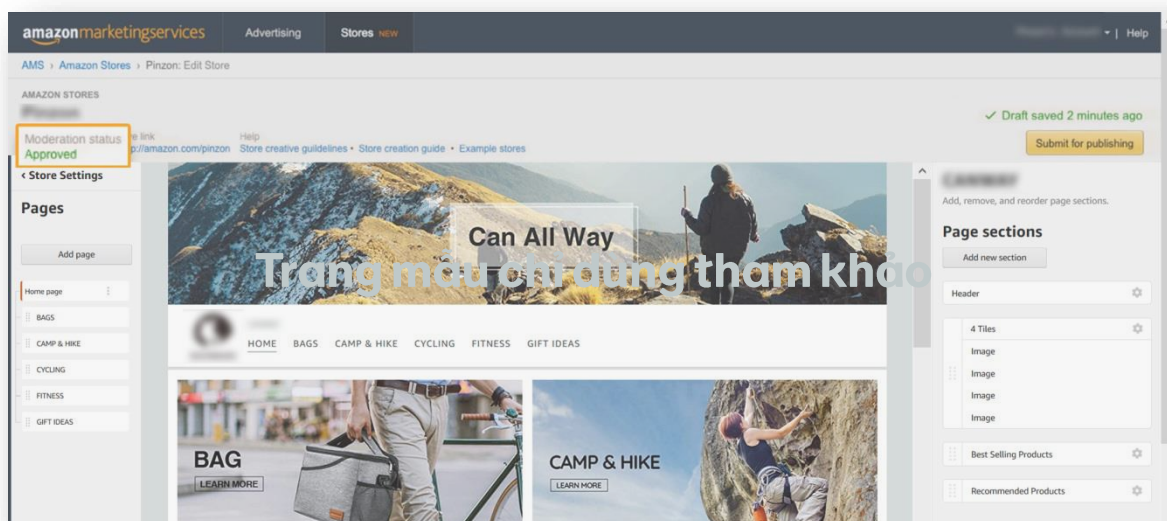 amazonmarketingservices Advertising Stores NEW | Help
AMS › Amazon Stores › Pinzon: Edit Store
AMAZON STORES
✓ Draft saved 2 minutes ago
Moderation status
Approved
link
p://amazon.com/pinzon
Help
Store creative guildelines • Store creation guide • Example stores
Submit for publishing
‹ Store Settings
Pages
Add page
Home page
BAGS
CAMP & HIKE
CYCLING
FITNESS
GIFT IDEAS
Can All Way
Trang mẫu chỉ dùng tham khảo
HOME BAGS CAMP & HIKE CYCLING FITNESS GIFT IDEAS
BAG
LEARN MORE
CAMP & HIKE
LEARN MORE
Add, remove, and reorder page sections.
Page sections
Add new section
Header
4 Tiles
Image
Image
Image
Image
Best Selling Products
Recommended Products